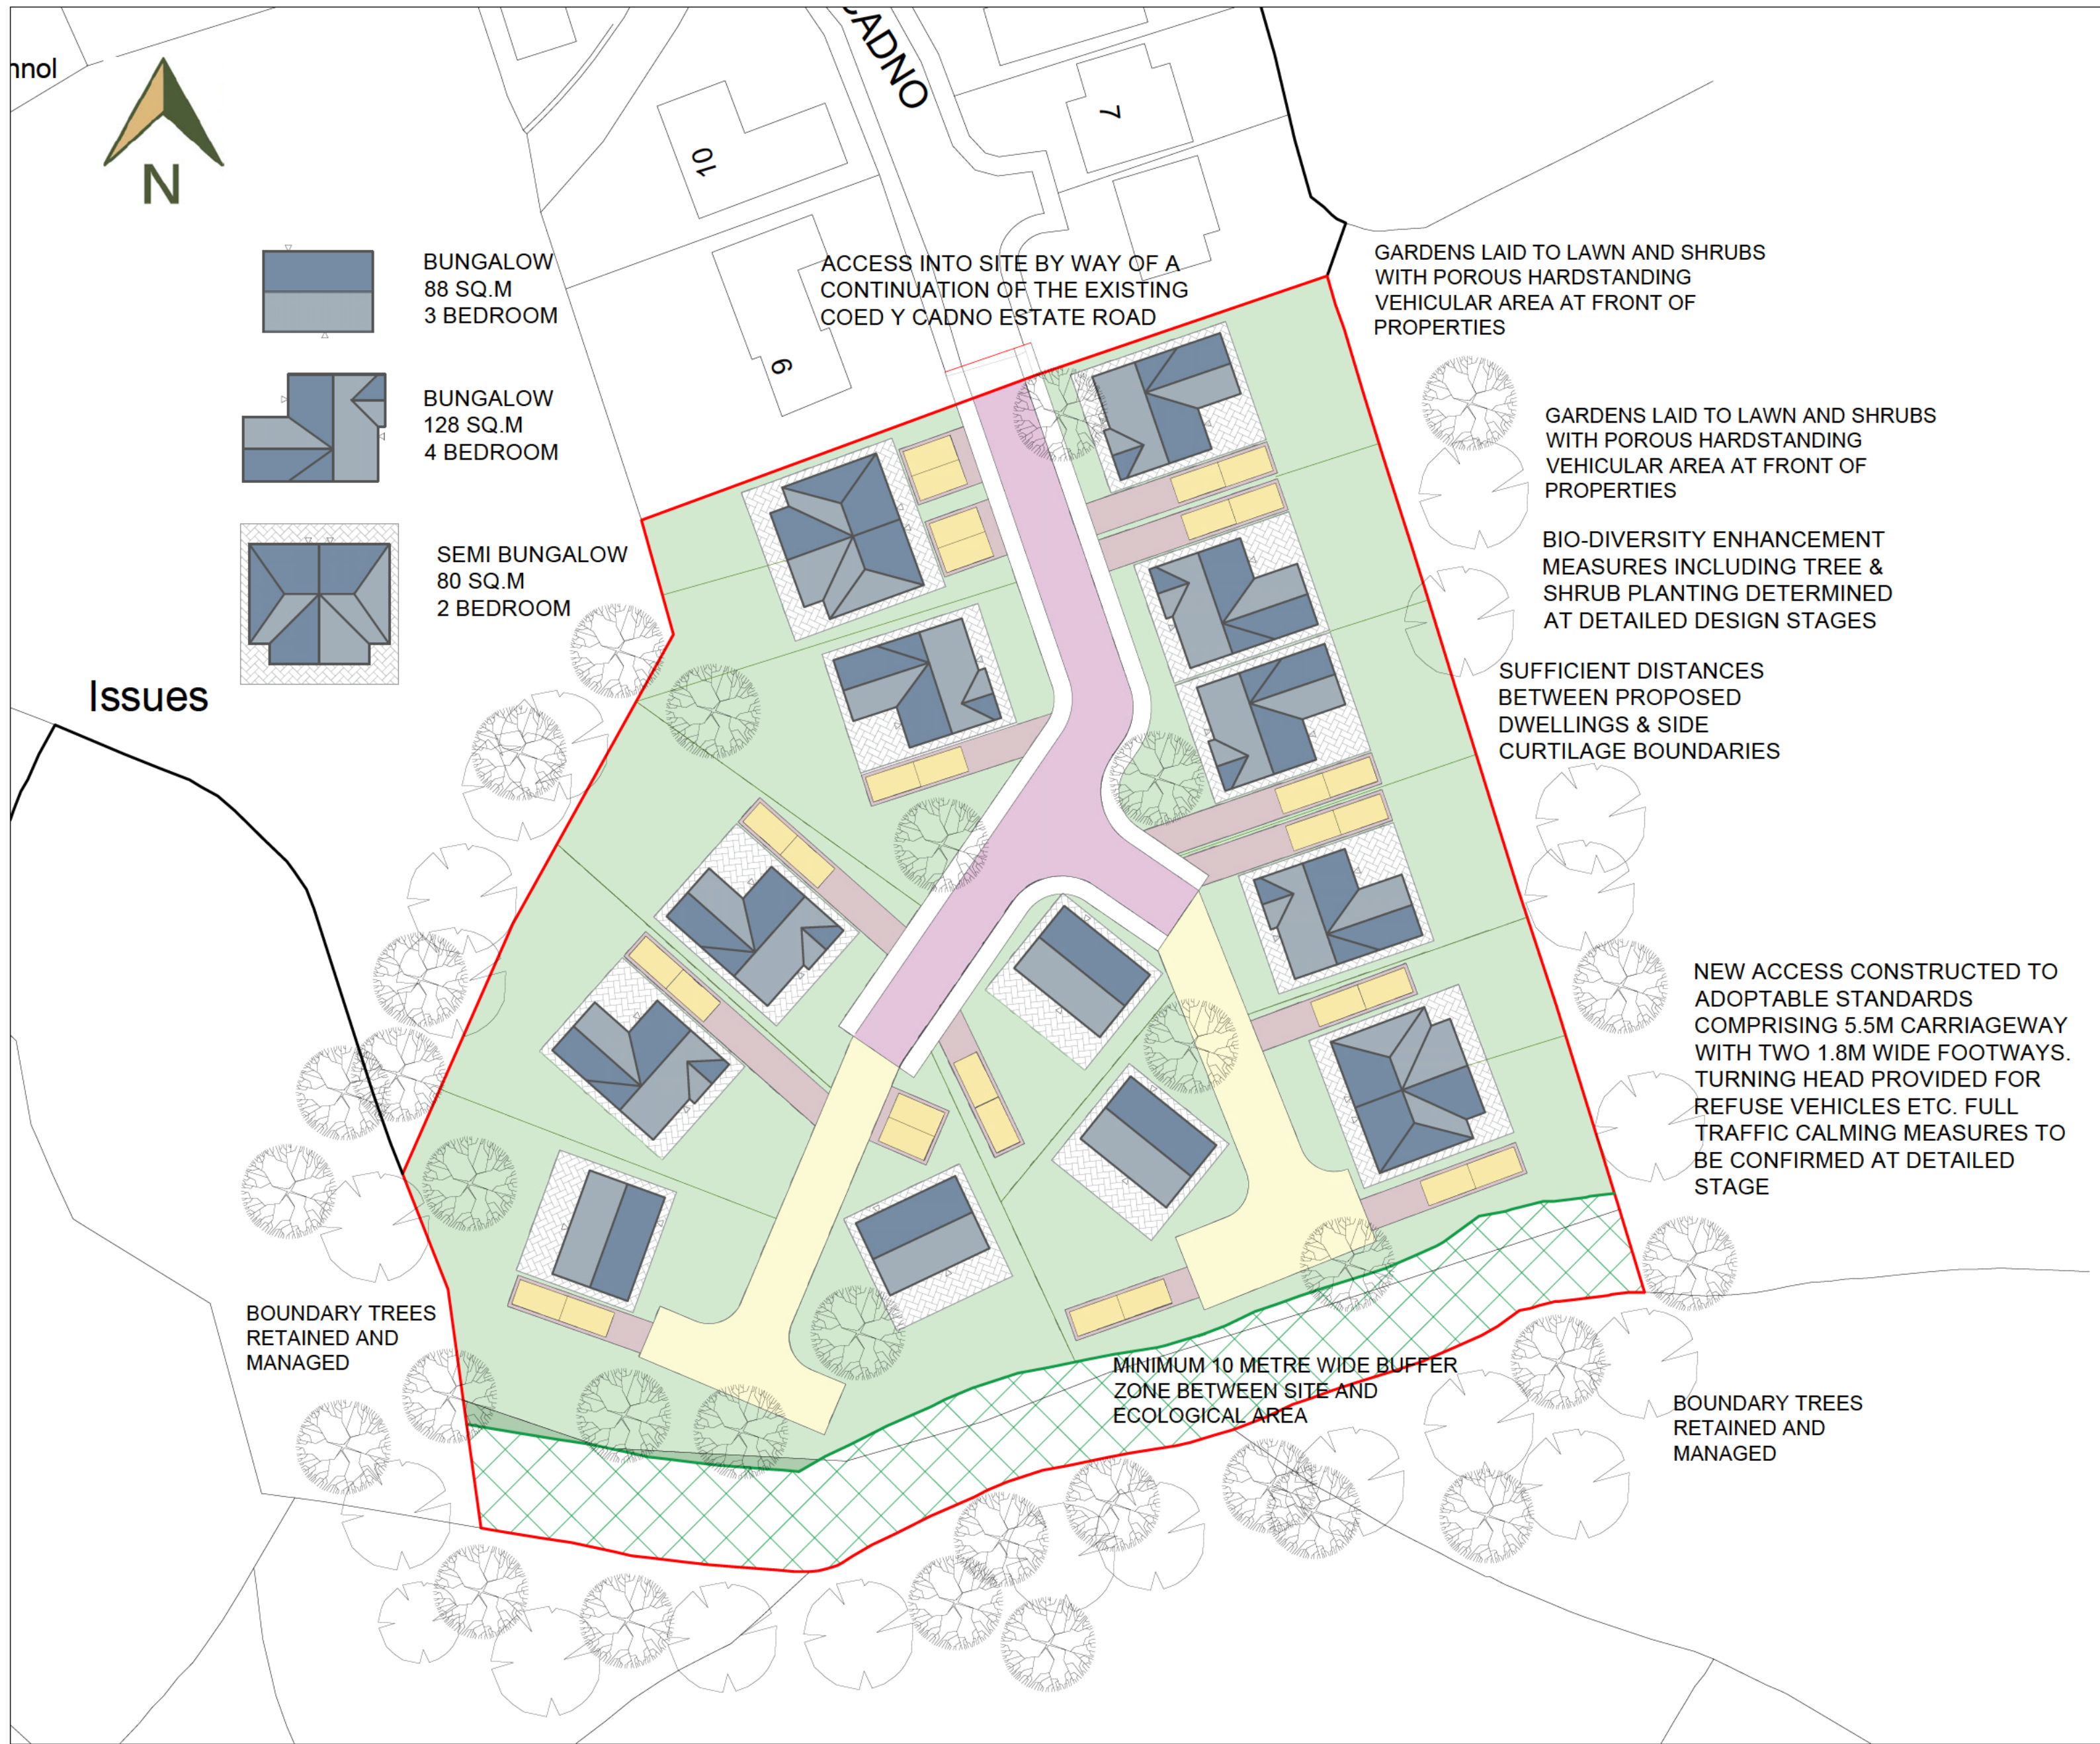 CADNO
N
10
7
9
BUNGALOW
88 SQ.M
3 BEDROOM
BUNGALOW
128 SQ.M
4 BEDROOM
SEMI BUNGALOW
80 SQ.M
2 BEDROOM
Issues
ACCESS INTO SITE BY WAY OF A
CONTINUATION OF THE EXISTING
COED Y CADNO ESTATE ROAD
GARDENS LAID TO LAWN AND SHRUBS
WITH POROUS HARDSTANDING
VEHICULAR AREA AT FRONT OF
PROPERTIES
GARDENS LAID TO LAWN AND SHRUBS
WITH POROUS HARDSTANDING
VEHICULAR AREA AT FRONT OF
PROPERTIES
BIO-DIVERSITY ENHANCEMENT
MEASURES INCLUDING TREE &
SHRUB PLANTING DETERMINED
AT DETAILED DESIGN STAGES
SUFFICIENT DISTANCES
BETWEEN PROPOSED
DWELLINGS & SIDE
CURTILAGE BOUNDARIES
NEW ACCESS CONSTRUCTED TO
ADOPTABLE STANDARDS
COMPRISING 5.5M CARRIAGEWAY
WITH TWO 1.8M WIDE FOOTWAYS.
TURNING HEAD PROVIDED FOR
REFUSE VEHICLES ETC. FULL
TRAFFIC CALMING MEASURES TO
BE CONFIRMED AT DETAILED
STAGE
BOUNDARY TREES
RETAINED AND
MANAGED
MINIMUM 10 METRE WIDE BUFFER
ZONE BETWEEN SITE AND
ECOLOGICAL AREA
BOUNDARY TREES
RETAINED AND
MANAGED